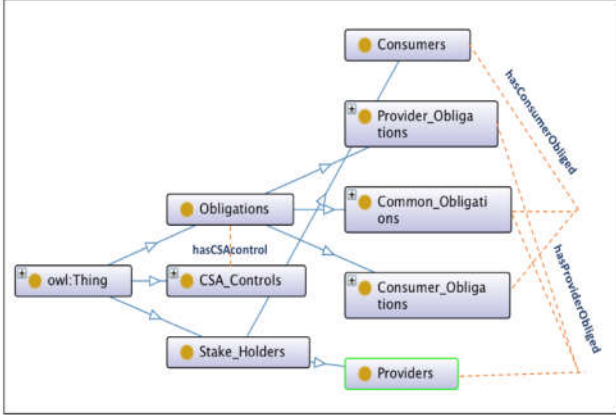 Consumers
Provider_Obliga
tions
hasConsumerObliged
Obligations
Common_Obligati
ons
hasCSAcontrol
owl:Thing
CSA_Controls
Consumer_Obliga
tions
hasProviderObliged
Stake_Holders
Providers